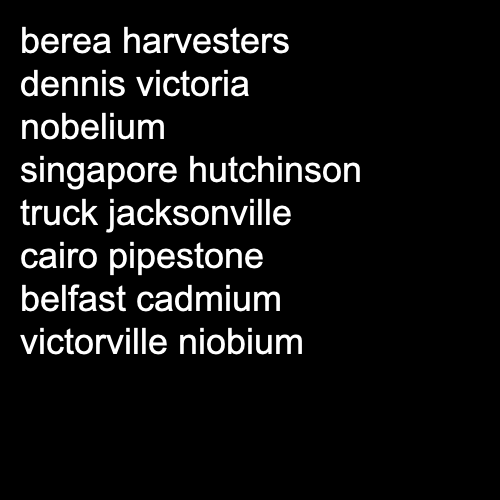 berea harvesters
dennis victoria
nobelium
singapore hutchinson
truck jacksonville
cairo pipestone
belfast cadmium
victorville niobium